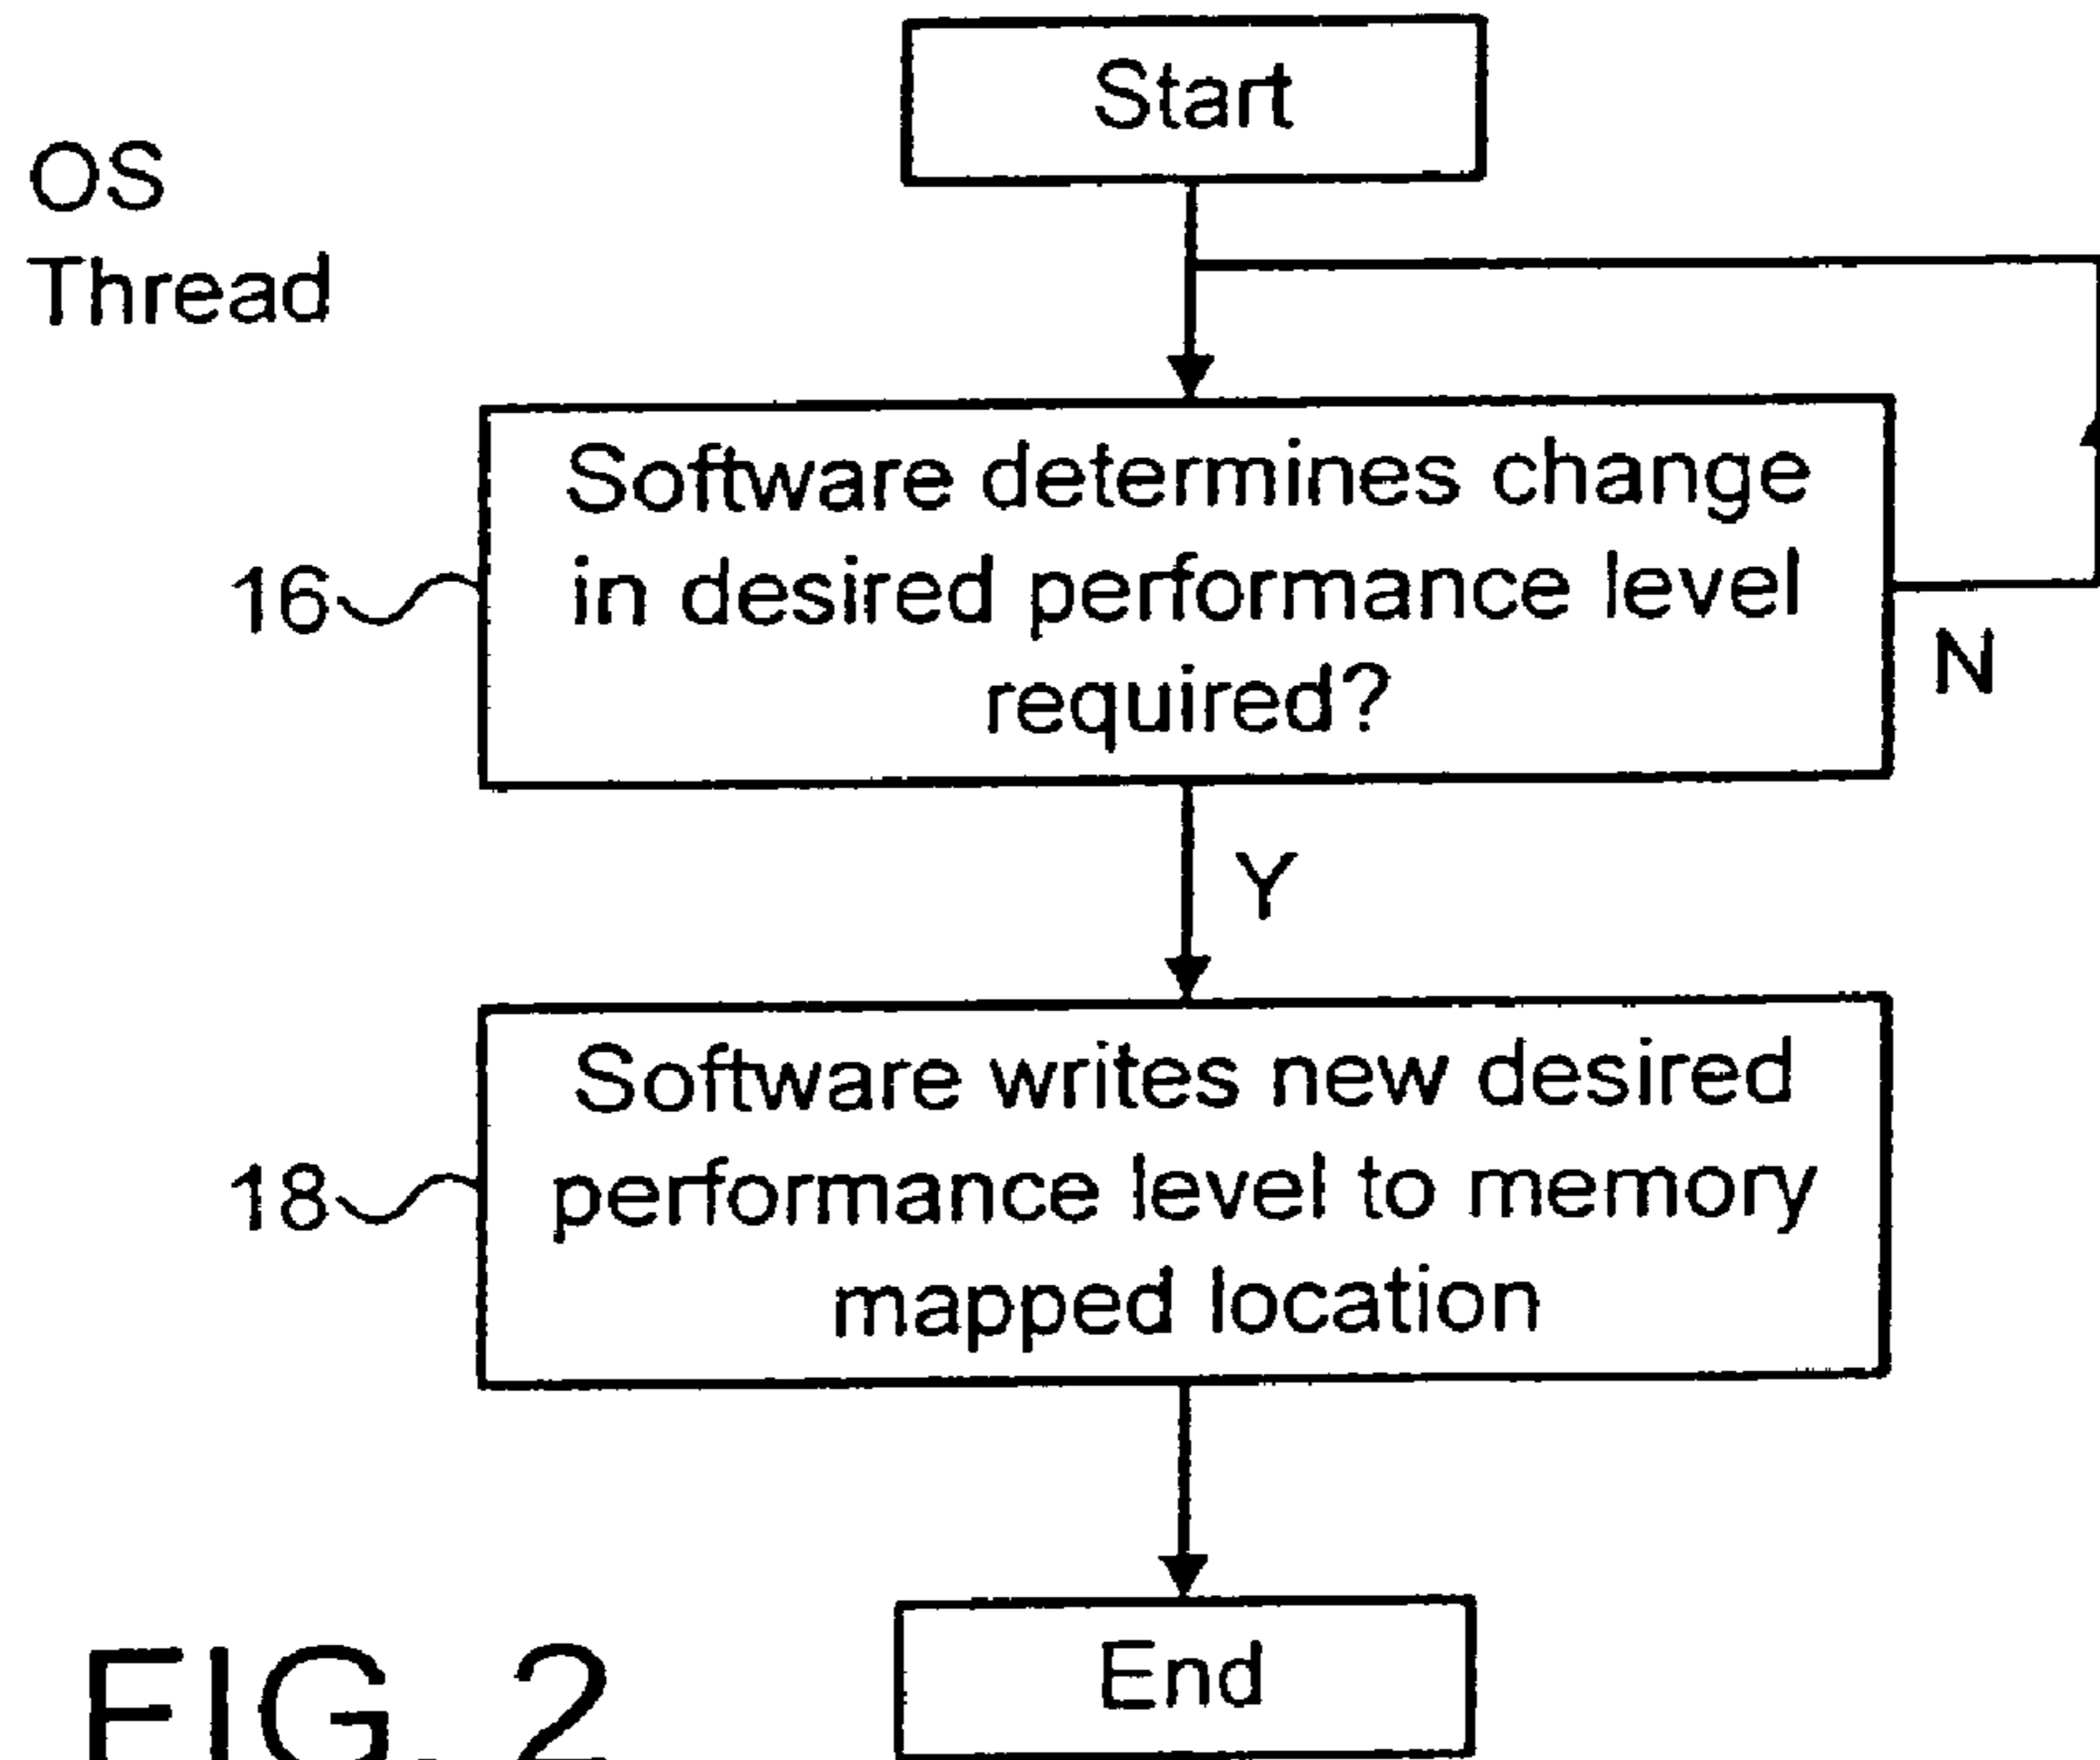 Start
OS
Thread
Software determines change
in desired performance level
required?
16
N
Y
Software writes new desired
performance level to memory
mapped location
18
End
FIG. 2